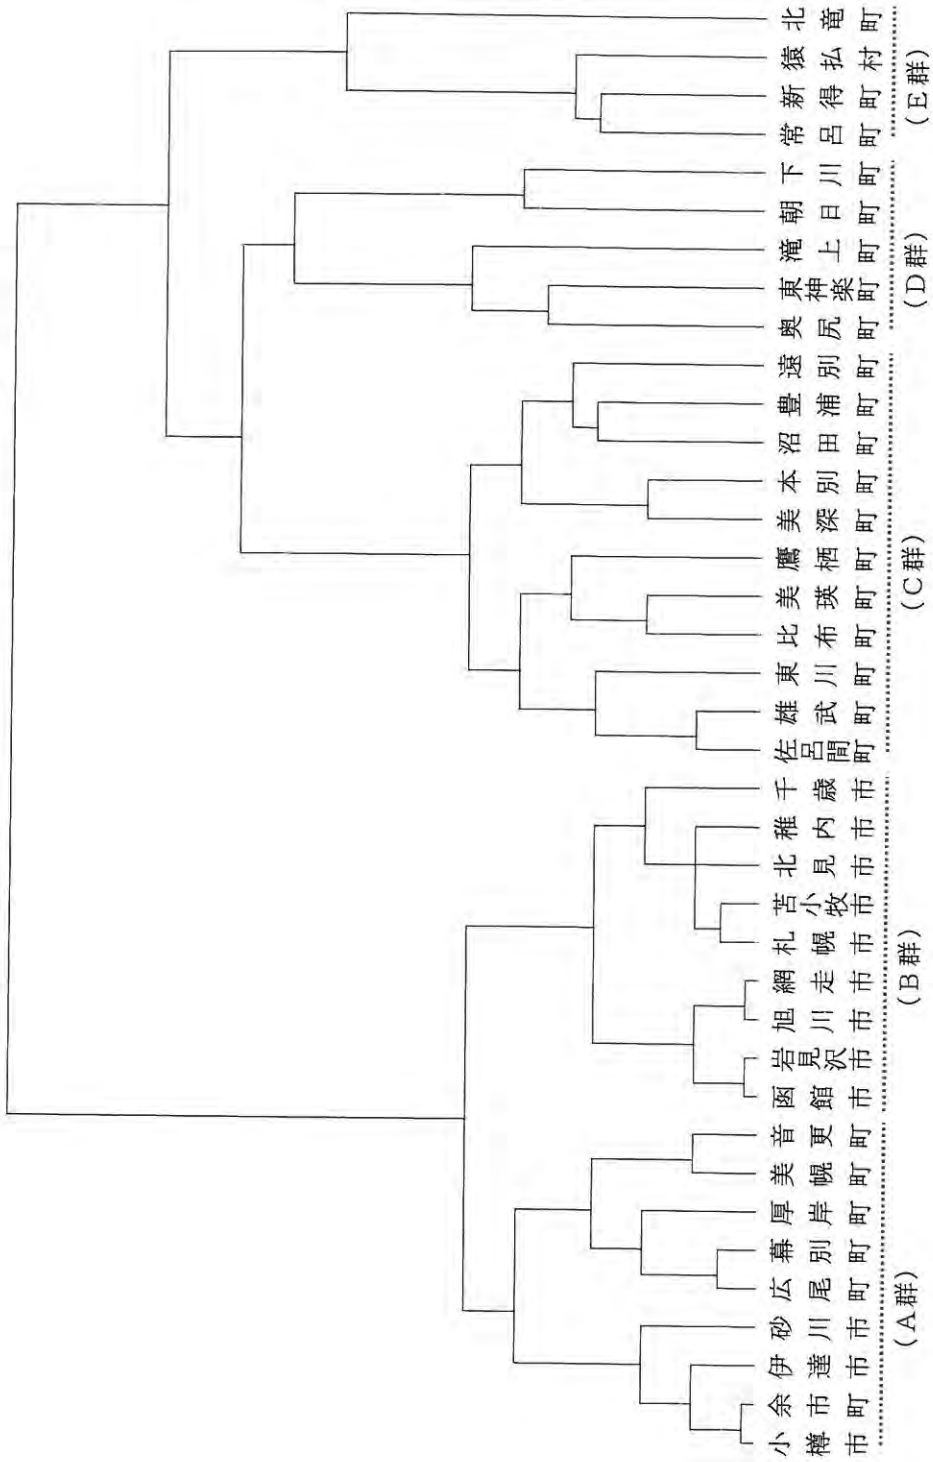 北竜町
猿払村
新得町
常呂町
(E群)
下川町
朝日町
滝上町
東神楽町
奥尻町
(D群)
遠別町
豊浦町
沼田町
本別町
美深町
鷹栖町
美瑛町
比布町
東川町
雄武町
佐呂間町
(C群)
千歳市
稚内市
北見市
苫小牧市
札幌市
網走市
旭川市
岩見沢市
函館市
(B群)
音更町
美幌町
厚岸町
幕別町
広尾町
砂川市
伊達市
余市町
小樽市
(A群)